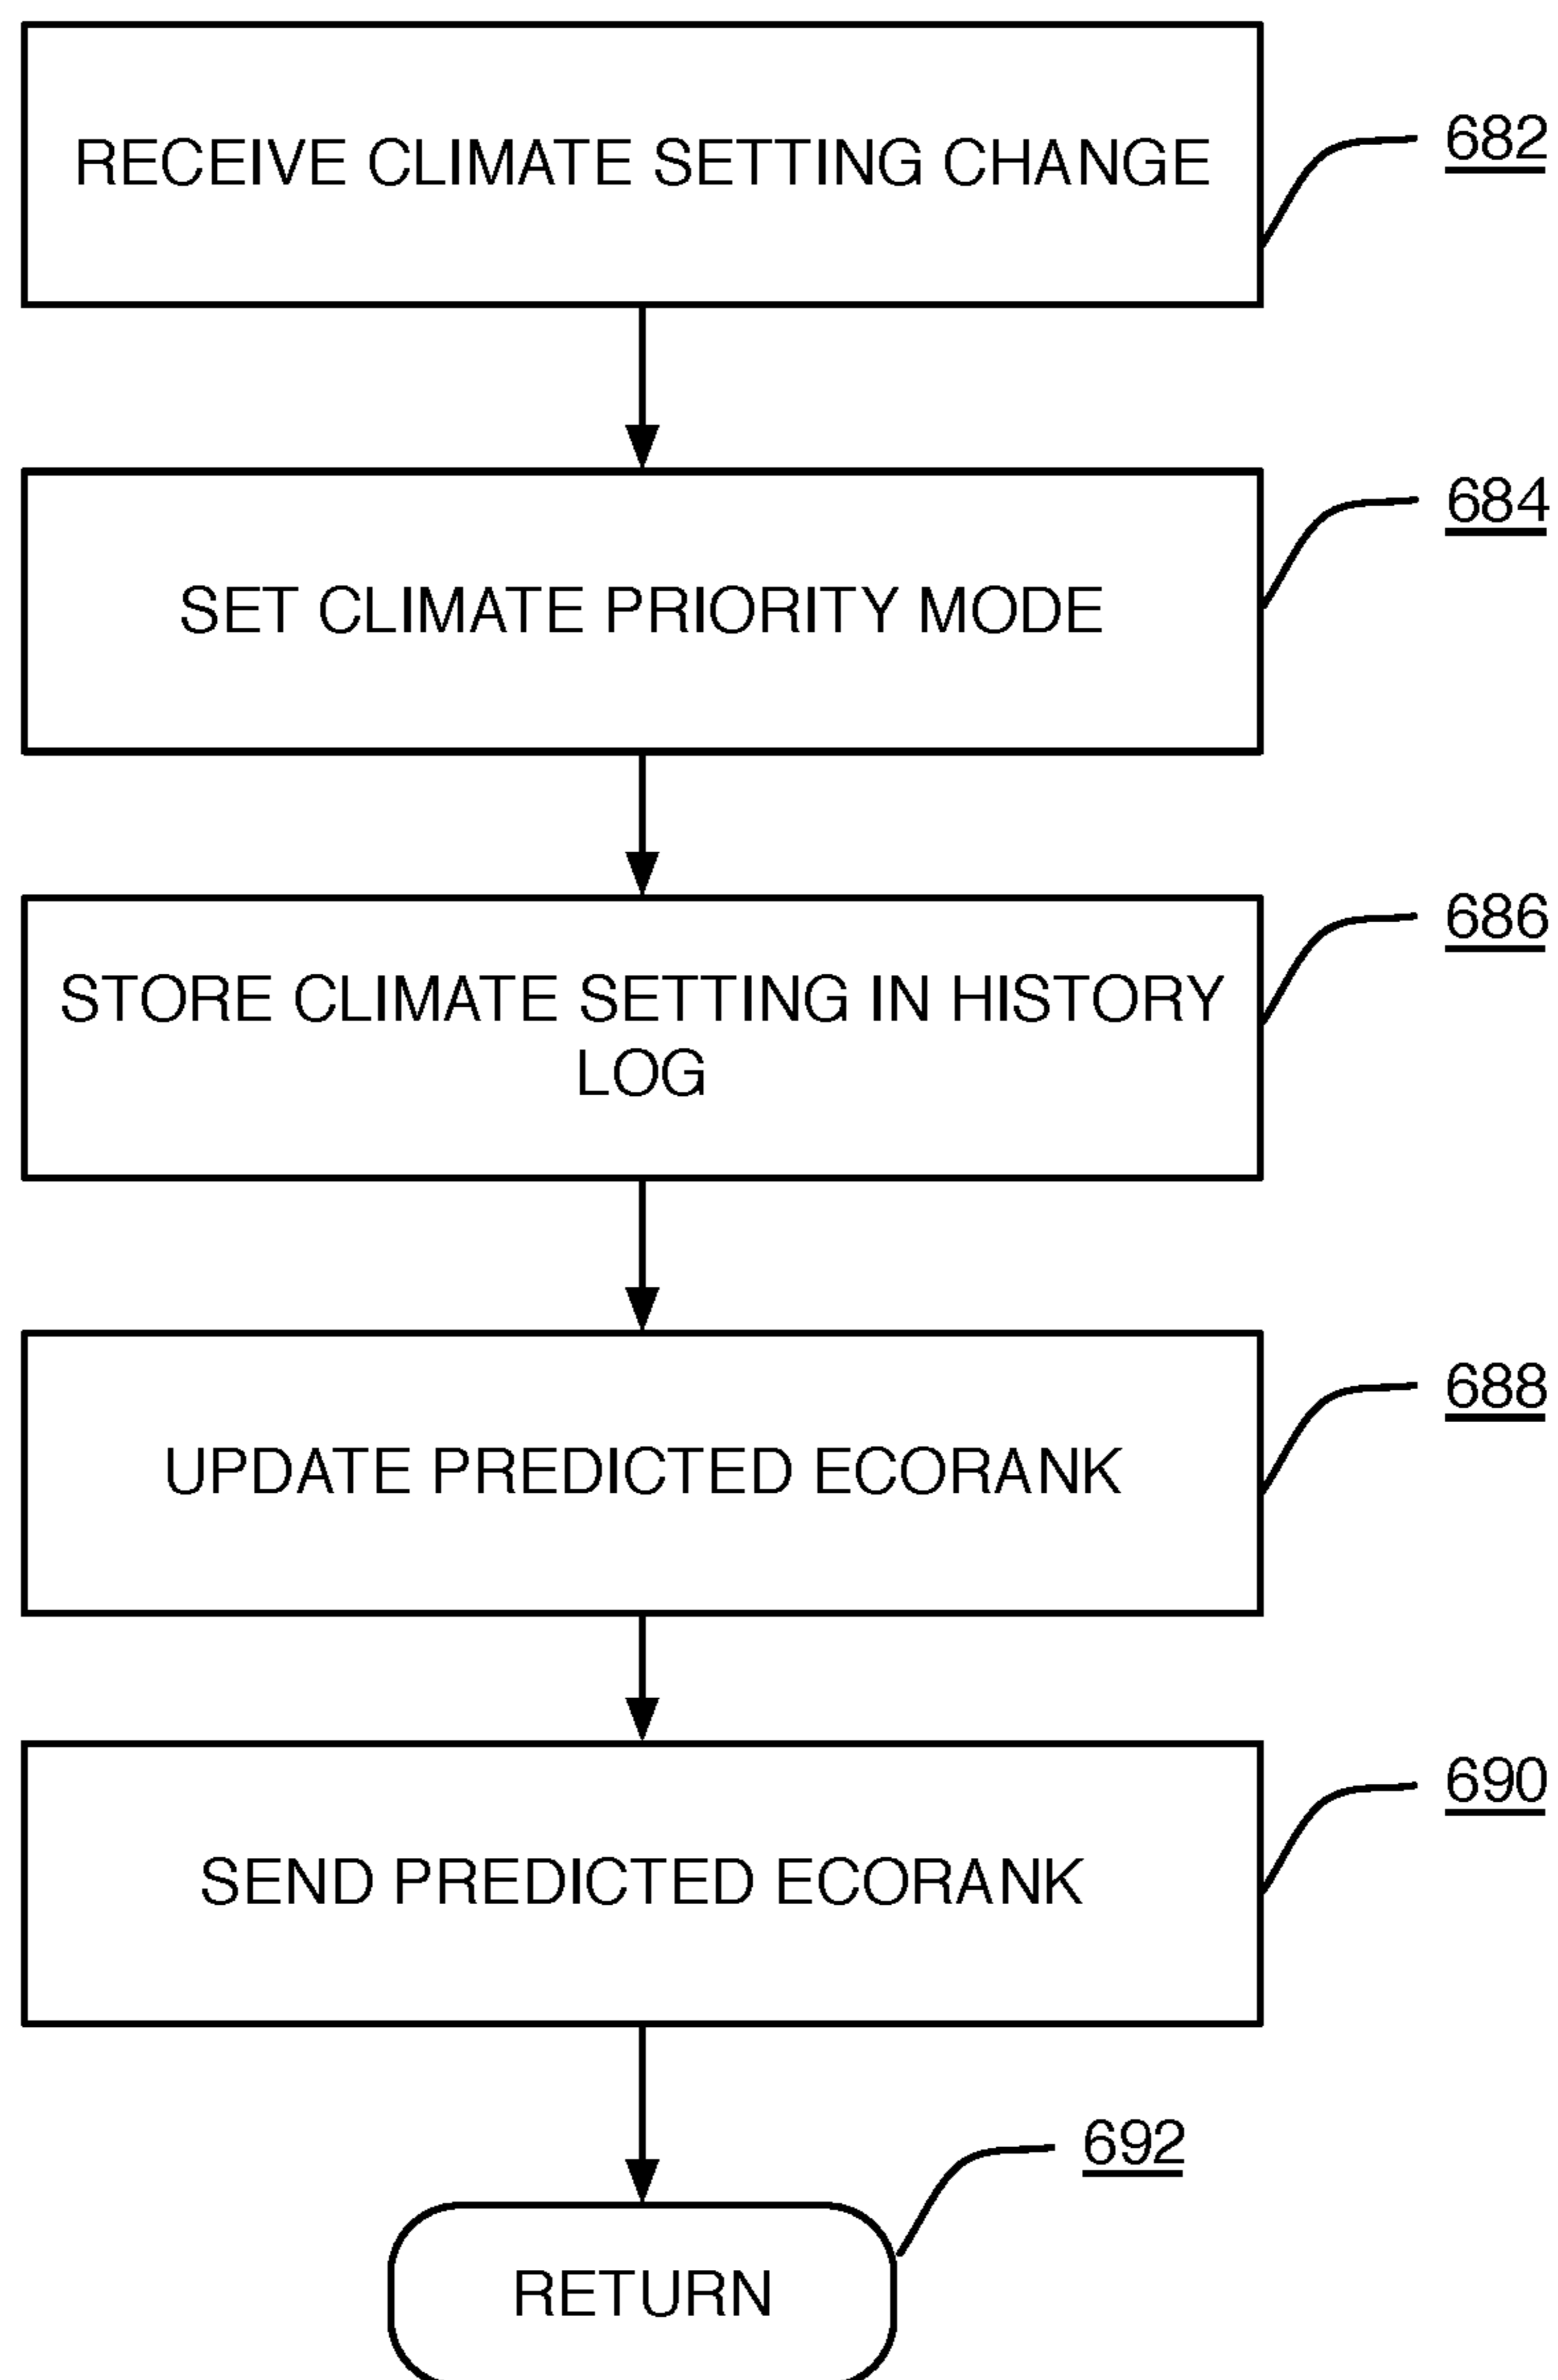 RECEIVE CLIMATE SETTING CHANGE
682
SET CLIMATE PRIORITY MODE
684
STORE CLIMATE SETTING IN HISTORY
LOG
686
UPDATE PREDICTED ECORANK
688
SEND PREDICTED ECORANK
690
RETURN
692